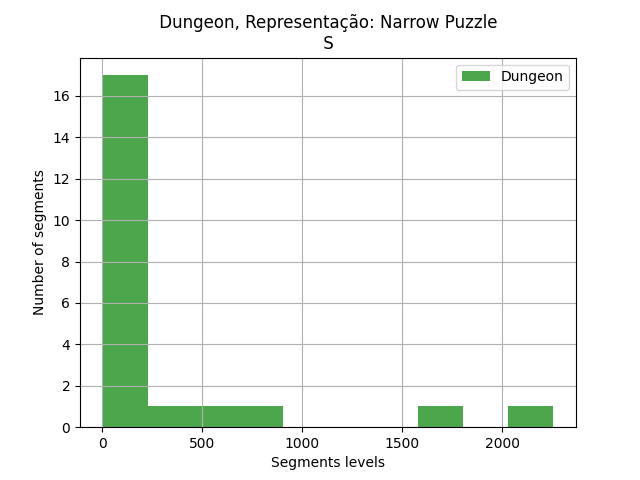 Dungeon, Representação: Narrow Puzzle
S
Dungeon
16
14
12
10
8
6
4
2
0
Number of segments
0 500 1000 1500 2000
Segments levels